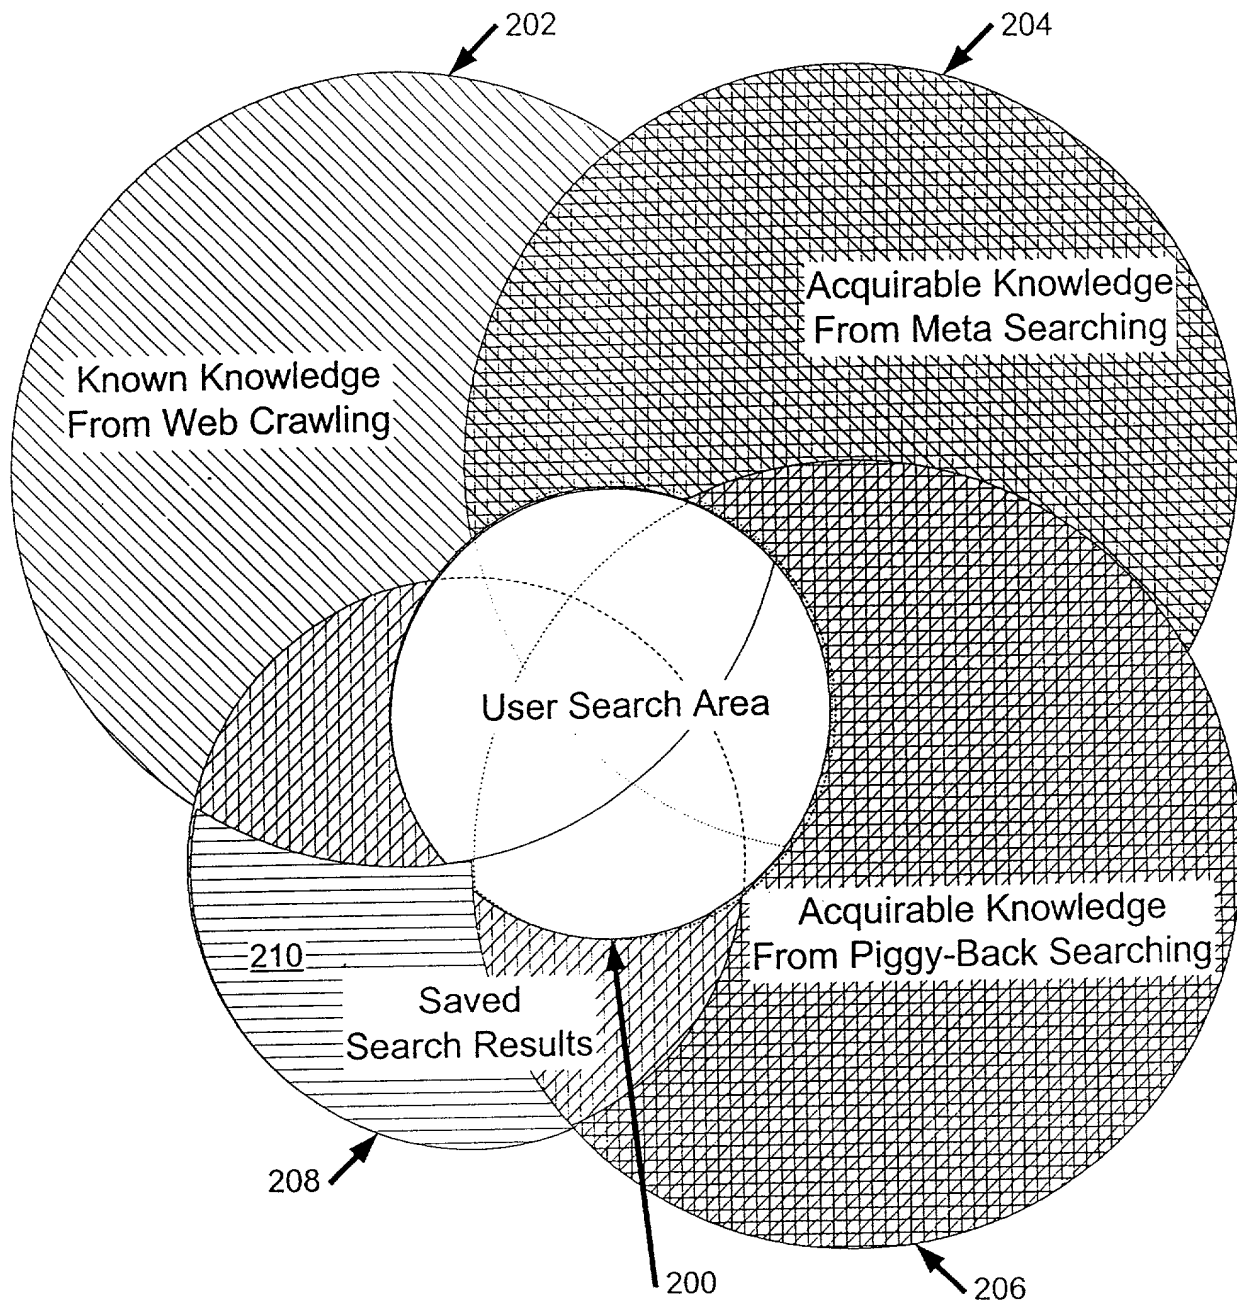 202
204
Acquirable Knowledge
From Meta Searching
Known Knowledge
From Web Crawling
User Search Area
Acquirable Knowledge
From Piggy-Back Searching
210
Saved
Search Results
208
200
206